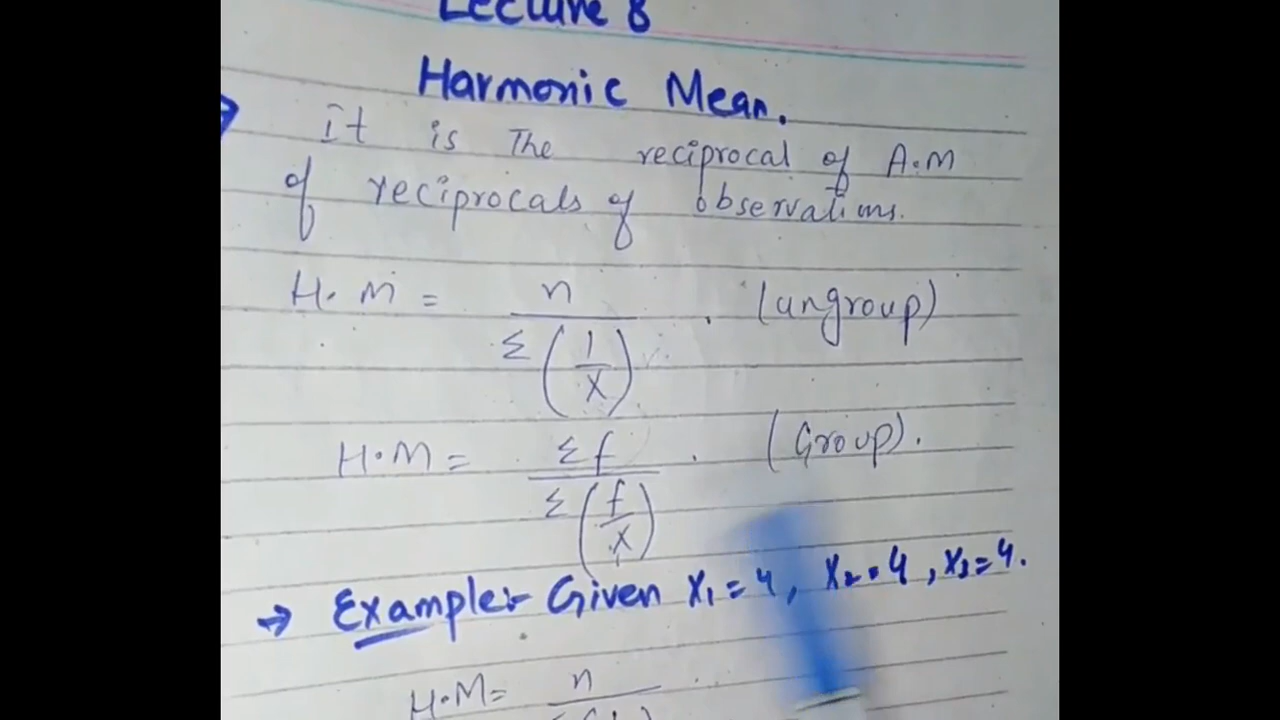 Lecture 8
Harmonic Mean.
It is The reciprocal of A.M
of reciprocals of observations.
H.M = n / Σ(1/X) . (ungroup)
H.M = Σf / Σ(f/X) . (Group).
→ Example:- Given X₁ = 4, X₂ = 4, X₃ = 4.
H.M = n